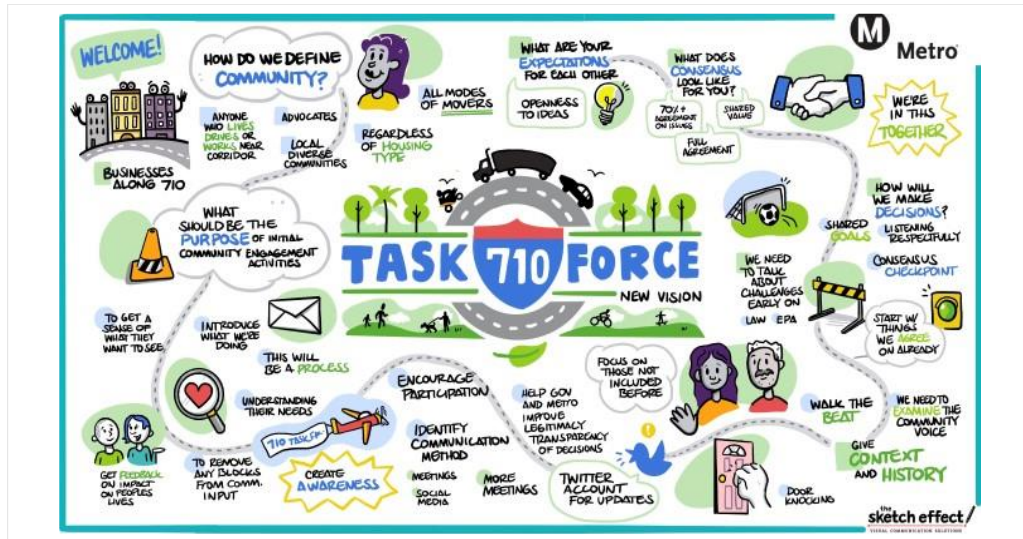 WELCOME!
BUSINESSES
ALONG 710
HOW DO WE DEFINE
COMMUNITY?
ANYONE
WHO LIVES
DRIVES OR
WORKS NEAR
CORRIDOR
ADVOCATES
LOCAL
DIVERSE
COMMUNITIES
ALL MODES
OF MOVERS
REGARDLESS
OF HOUSING
TYPE
WHAT ARE YOUR
EXPECTATIONS
FOR EACH OTHER
OPENNESS
TO IDEAS
WHAT DOES
CONSENSUS
LOOK LIKE
FOR YOU?
70%+
AGREEMENT
ON ISSUES
SHARED
VALUE
FULL
AGREEMENT
M
Metro
WE'RE
IN THIS
TOGETHER
WHAT
SHOULD BE THE
PURPOSE OF INITIAL
COMMUNITY ENGAGEMENT
ACTIVITIES
TASK 710 FORCE
NEW VISION
HOW WILL
WE MAKE
DECISIONS?
SHARED
GOALS
LISTENING
RESPECTFULLY
WE NEED
TO TALK
ABOUT
CHALLENGES
EARLY ON
LAW EPA
CONSENSUS
CHECKPOINT
START W/
THINGS
WE AGREE
ON ALREADY
TO GET A
SENSE OF
WHAT THEY
WANT TO SEE
INTRODUCE
WHAT WE'RE
DOING
THIS WILL
BE A PROCESS
UNDERSTANDING
THEIR NEEDS
GET FEEDBACK
ON IMPACT
ON PEOPLES
LIVES
TO REMOVE
ANY BLOCKS
FROM COMM.
INPUT
710 TASK
CREATE
AWARENESS
ENCOURAGE
PARTICIPATION
IDENTIFY
COMMUNICATION
METHOD
MEETINGS
SOCIAL
MEDIA
MORE
MEETINGS
HELP GOV
AND METRO
IMPROVE
LEGITIMACY
TRANSPARENCY
OF DECISIONS
TWITTER
ACCOUNT
FOR UPDATES
!
FOCUS ON
THOSE NOT
INCLUDED
BEFORE
DOOR
KNOCKING
WALK THE
BEAT
WE NEED TO
EXAMINE THE
COMMUNITY
VOICE
GIVE
CONTEXT
AND HISTORY
the
sketch effect/
VISUAL COMMUNICATION SOLUTIONS